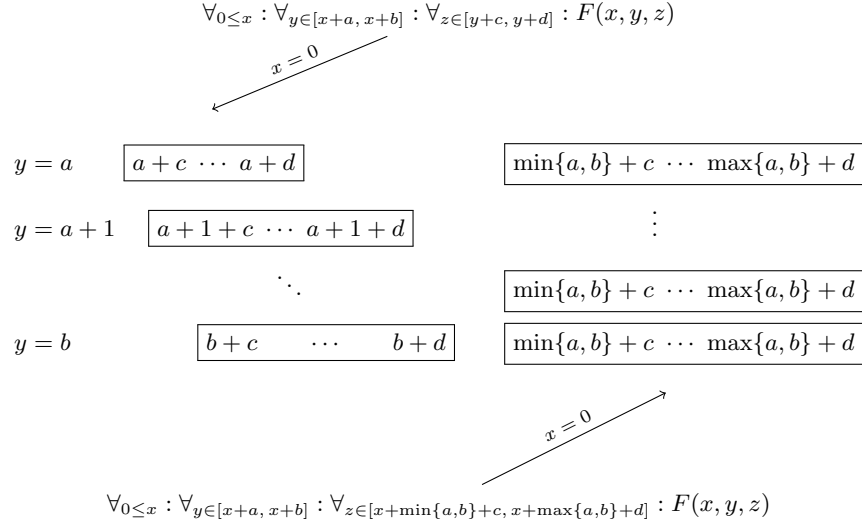 ∀_{0≤x} : ∀_{y∈[x+a, x+b]} : ∀_{z∈[y+c, y+d]} : F(x, y, z)
x = 0
y = a a + c ⋯ a + d min{a, b} + c ⋯ max{a, b} + d
y = a + 1 a + 1 + c ⋯ a + 1 + d ⋮
⋱ min{a, b} + c ⋯ max{a, b} + d
y = b b + c ⋯ b + d min{a, b} + c ⋯ max{a, b} + d
x = 0
∀_{0≤x} : ∀_{y∈[x+a, x+b]} : ∀_{z∈[x+min{a,b}+c, x+max{a,b}+d]} : F(x, y, z)